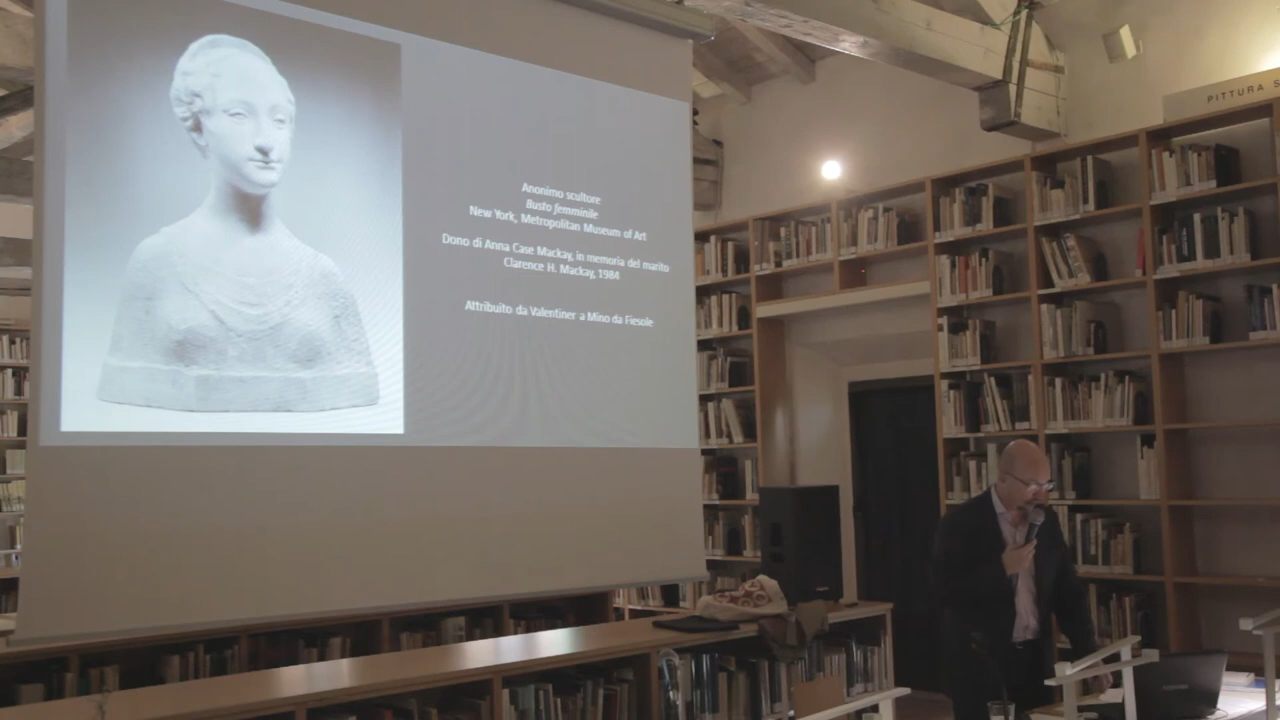 Anonimo scultore
Busto femminile
New York, Metropolitan Museum of Art
Dono di Anna Case Mackay, in memoria del marito
Clarence H. Mackay, 1984
Attribuito da Valentiner a Mino da Fiesole
PITTURA S